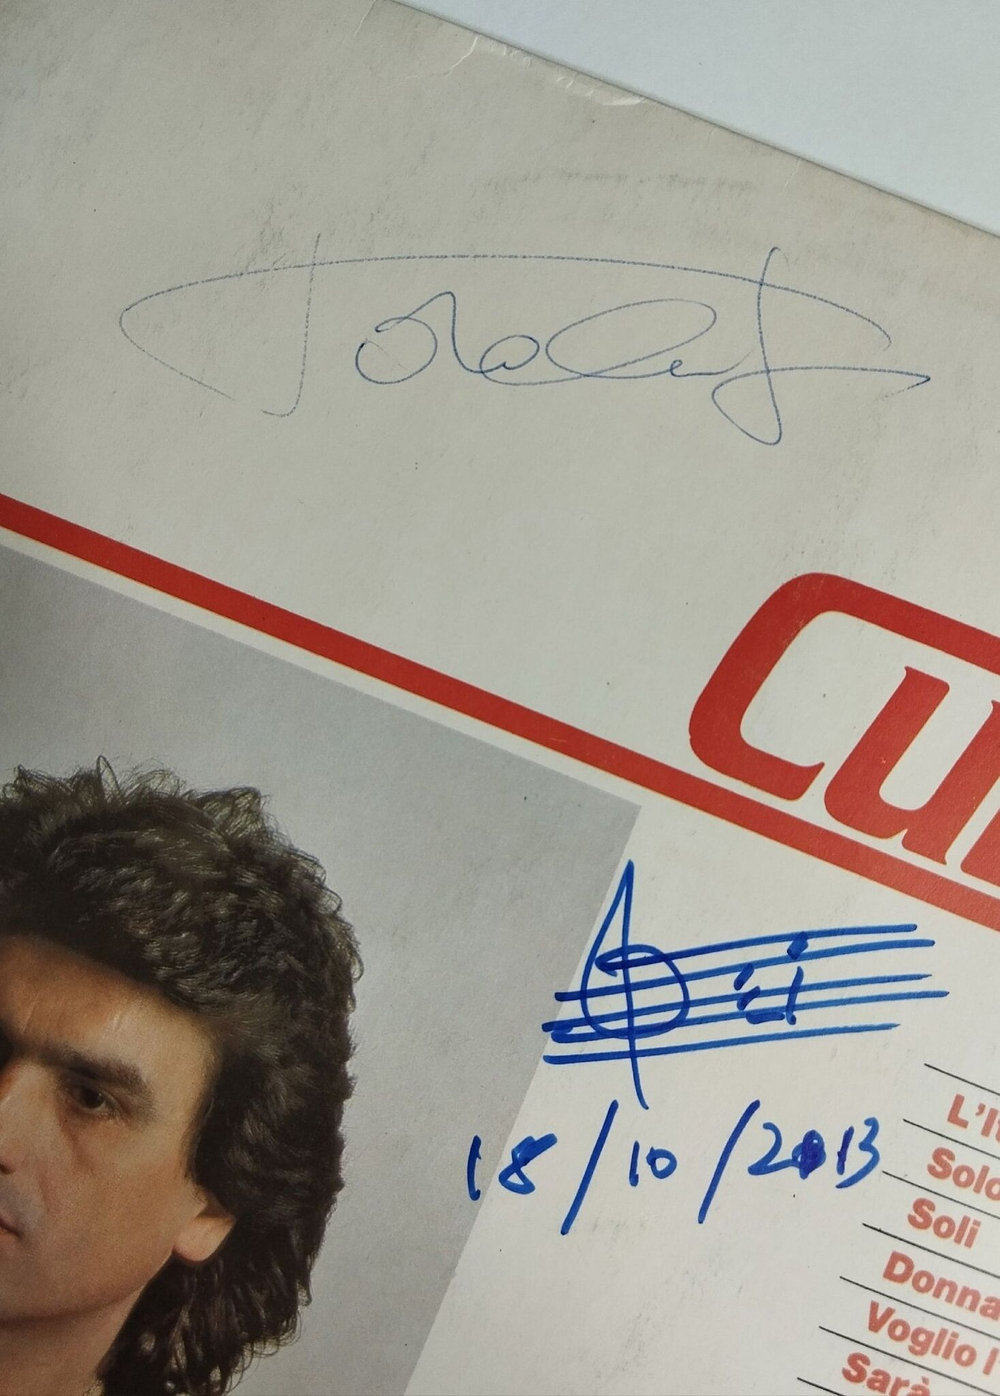 Cu
18/10/2013
L'It
Solo
Soli
Donna
Voglio l'
Sarà